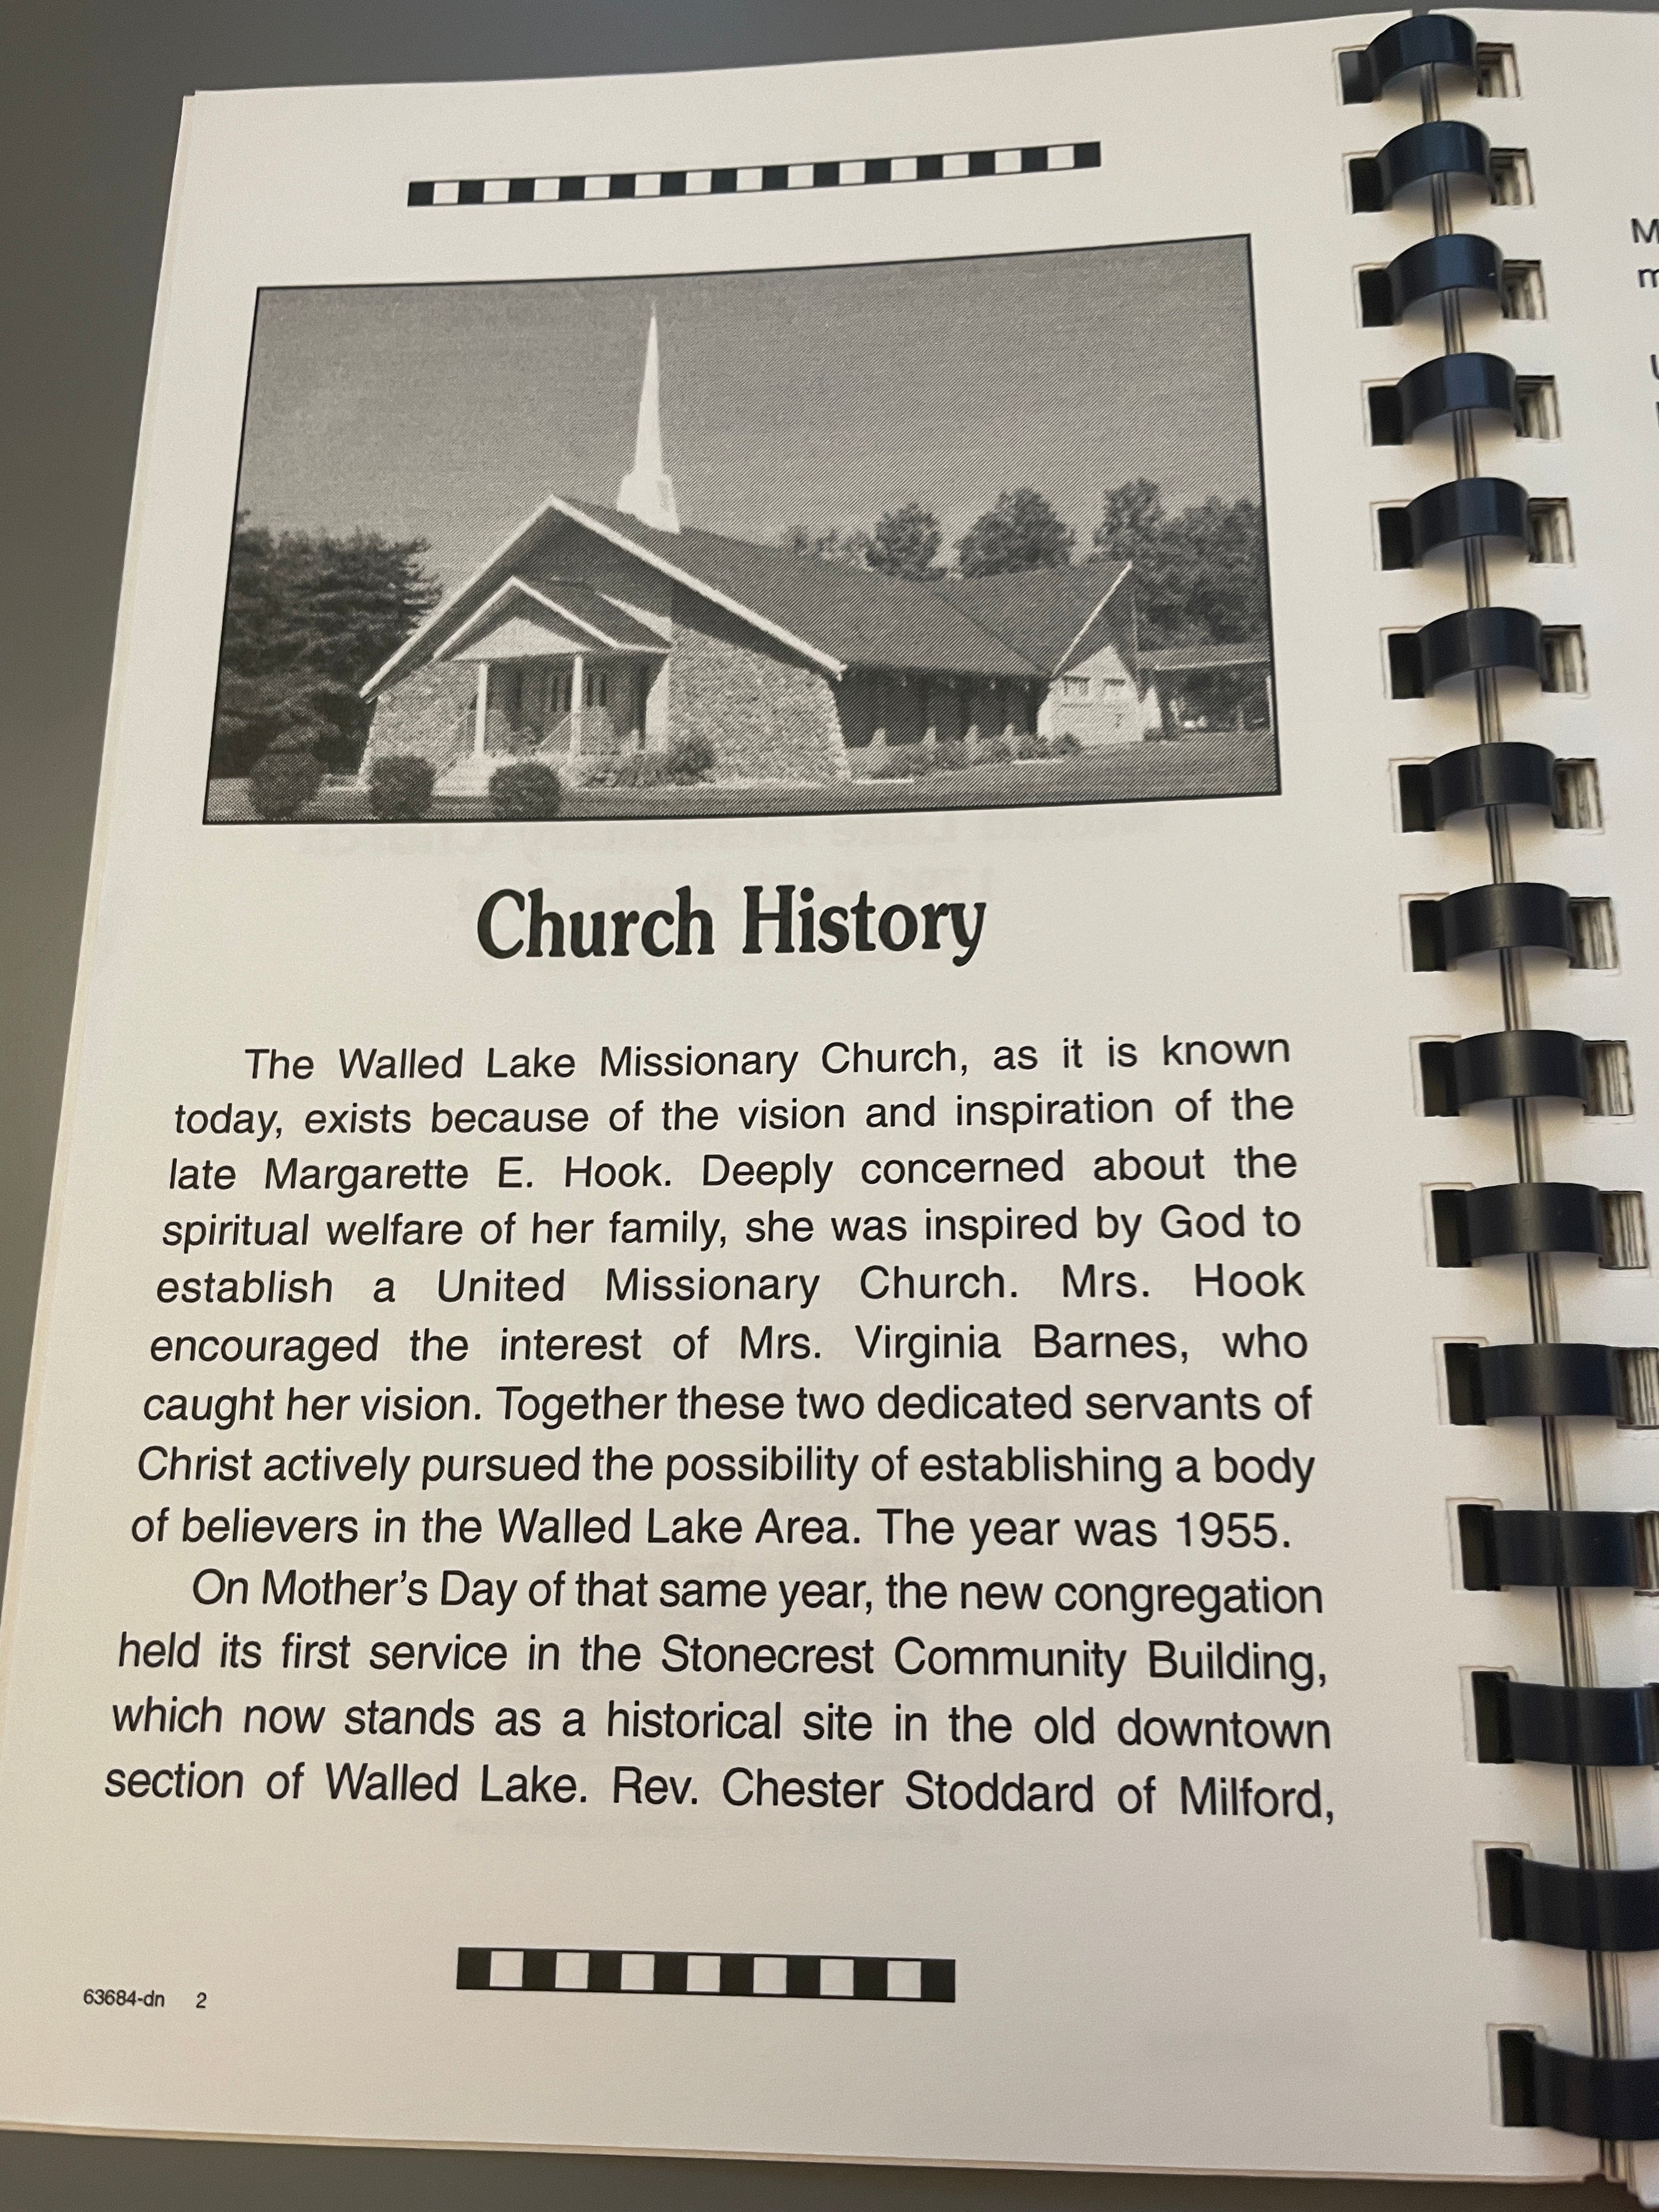 Church History
The Walled Lake Missionary Church, as it is known
today, exists because of the vision and inspiration of the
late Margarette E. Hook. Deeply concerned about the
spiritual welfare of her family, she was inspired by God to
establish a United Missionary Church. Mrs. Hook
encouraged the interest of Mrs. Virginia Barnes, who
caught her vision. Together these two dedicated servants of
Christ actively pursued the possibility of establishing a body
of believers in the Walled Lake Area. The year was 1955.
On Mother's Day of that same year, the new congregation
held its first service in the Stonecrest Community Building,
which now stands as a historical site in the old downtown
section of Walled Lake. Rev. Chester Stoddard of Milford,
63684-dn 2